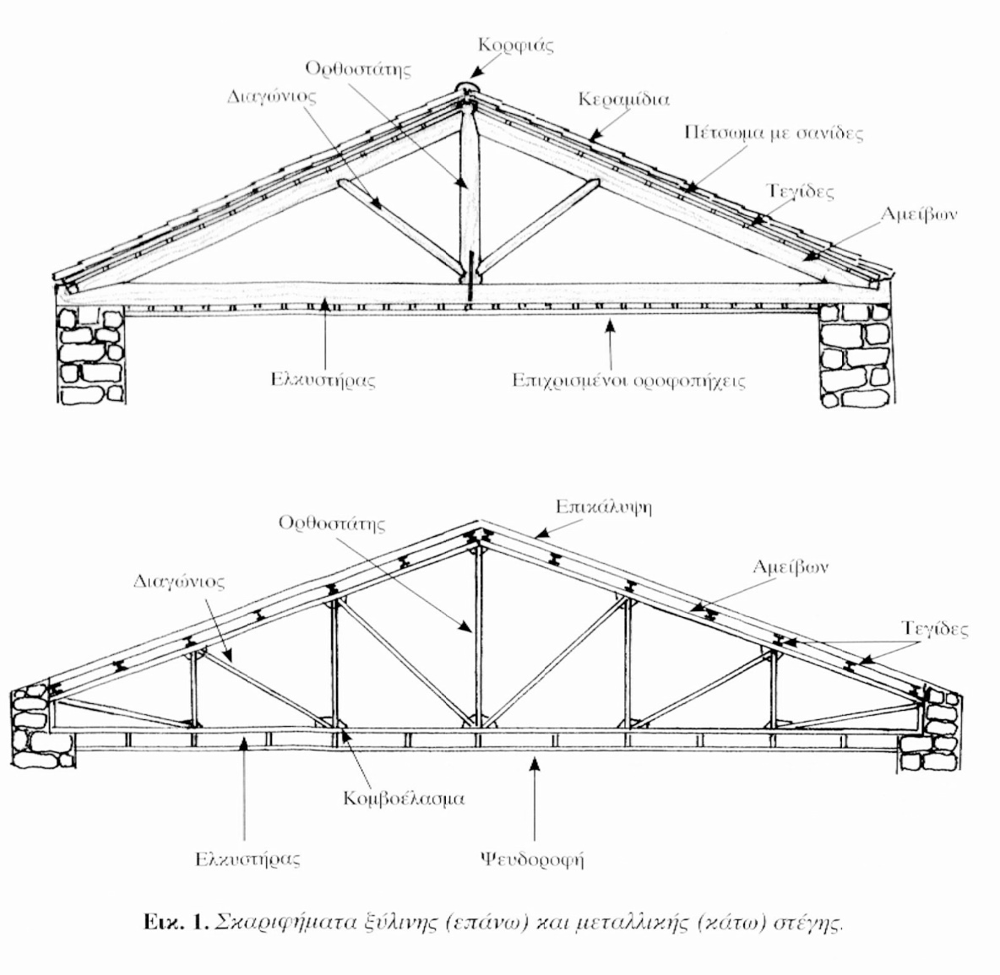 Κορφιάς
Ορθοστάτης
Διαγώνιος
Κεραμίδια
Πέτσωμα με σανίδες
Τεγίδες
Αμείβων
Ελκυστήρας
Επιχρισμένοι οροφοπήχεις
Επικάλυψη
Ορθοστάτης
Αμείβων
Διαγώνιος
Τεγίδες
Κομβοέλασμα
Ελκυστήρας
Ψευδοροφή
Εικ. 1. Σκαριφήματα ξύλινης (επάνω) και μεταλλικής (κάτω) στέγης.